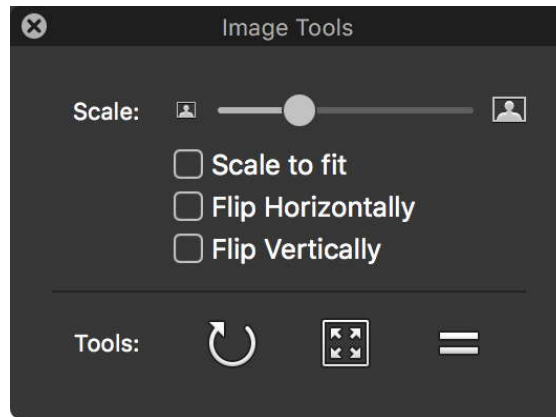 Image Tools
Scale:
Scale to fit
Flip Horizontally
Flip Vertically
Tools: